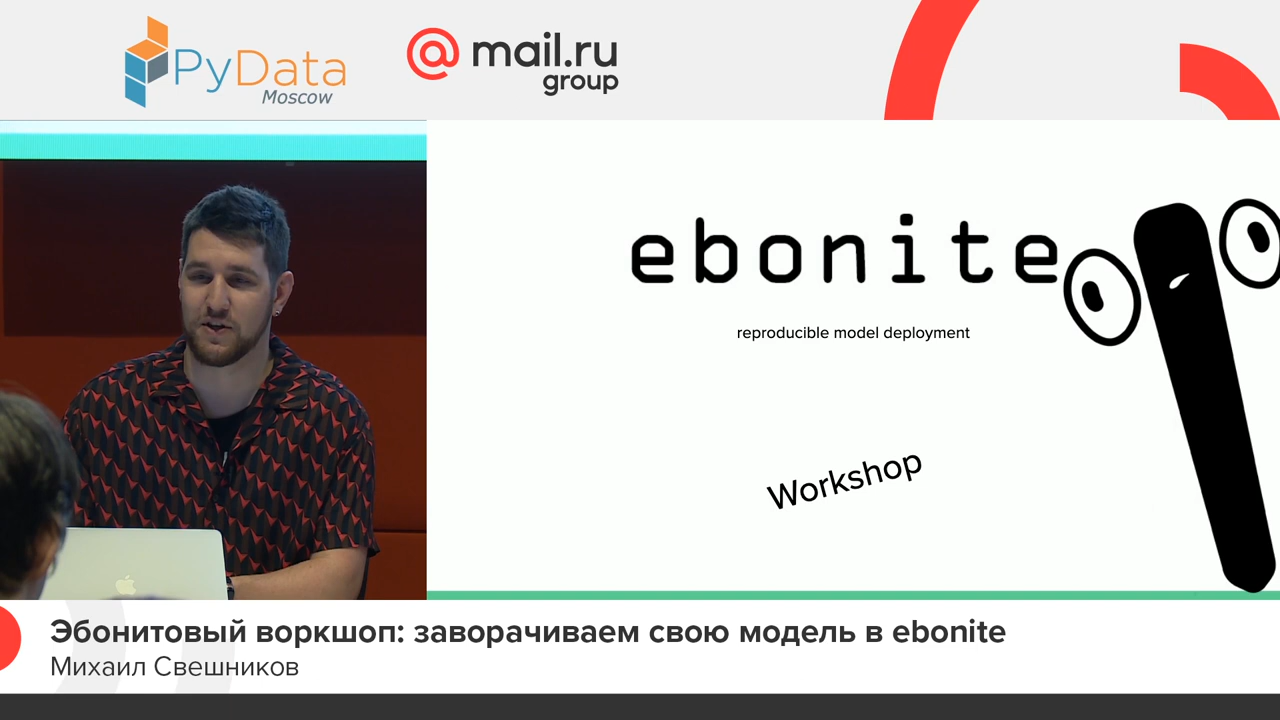 PyData
Moscow
@mail.ru
group
ebonite
reproducible model deployment
Workshop
Эбонитовый воркшоп: заворачиваем свою модель в ebonite
Михаил Свешников